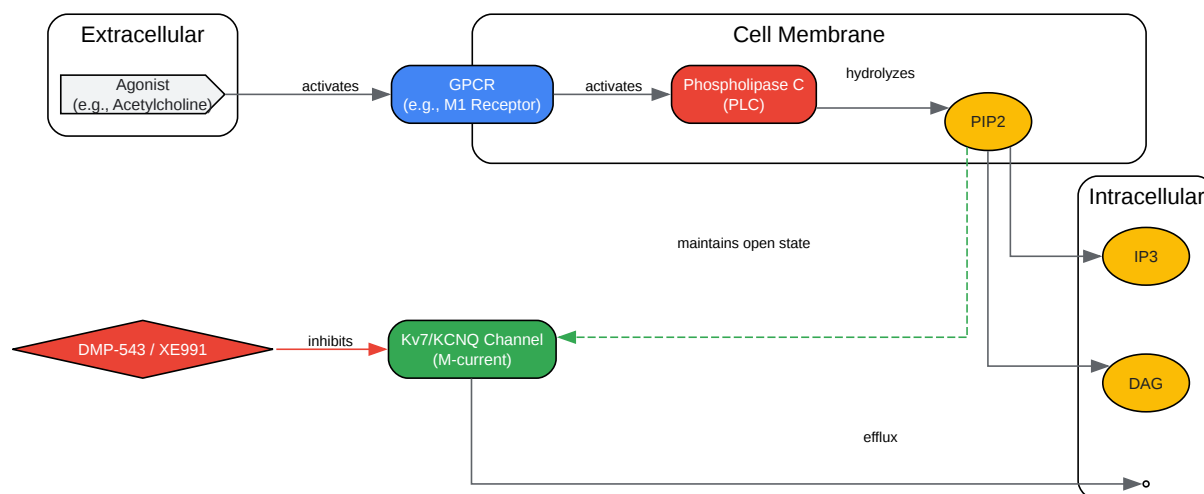 Extracellular
Cell Membrane
Agonist
(e.g., Acetylcholine)
activates
GPCR
(e.g., M1 Receptor)
activates
Phospholipase C
(PLC)
hydrolyzes
PIP2
Intracellular
maintains open state
IP3
DMP-543 / XE991
inhibits
Kv7/KCNQ Channel
(M-current)
DAG
efflux